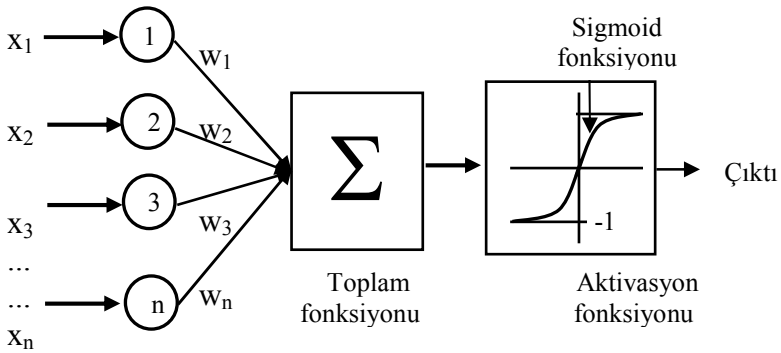 x1
x2
x3
...
...
xn
1
2
3
n
w1
w2
w3
wn
Σ
Toplam
fonksiyonu
Sigmoid
fonksiyonu
-1
Aktivasyon
fonksiyonu
Çıktı